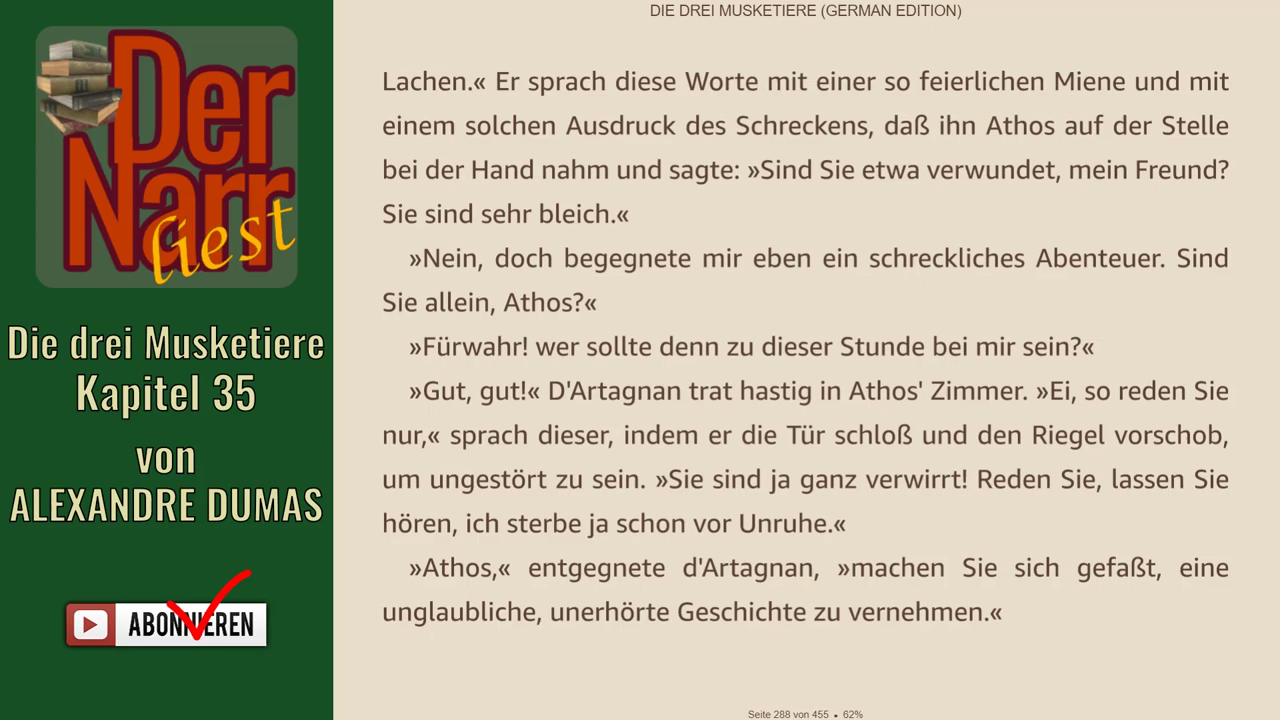 Der
Narr
liest
Die drei Musketiere
Kapitel 35
von
ALEXANDRE DUMAS
ABONNIEREN
DIE DREI MUSKETIERE (GERMAN EDITION)
Lachen.« Er sprach diese Worte mit einer so feierlichen Miene und mit
einem solchen Ausdruck des Schreckens, daß ihn Athos auf der Stelle
bei der Hand nahm und sagte: »Sind Sie etwa verwundet, mein Freund?
Sie sind sehr bleich.«
»Nein, doch begegnete mir eben ein schreckliches Abenteuer. Sind
Sie allein, Athos?«
»Fürwahr! wer sollte denn zu dieser Stunde bei mir sein?«
»Gut, gut!« D'Artagnan trat hastig in Athos' Zimmer. »Ei, so reden Sie
nur,« sprach dieser, indem er die Tür schloß und den Riegel vorschob,
um ungestört zu sein. »Sie sind ja ganz verwirrt! Reden Sie, lassen Sie
hören, ich sterbe ja schon vor Unruhe.«
»Athos,« entgegnete d'Artagnan, »machen Sie sich gefaßt, eine
unglaubliche, unerhörte Geschichte zu vernehmen.«
Seite 288 von 455 • 62%